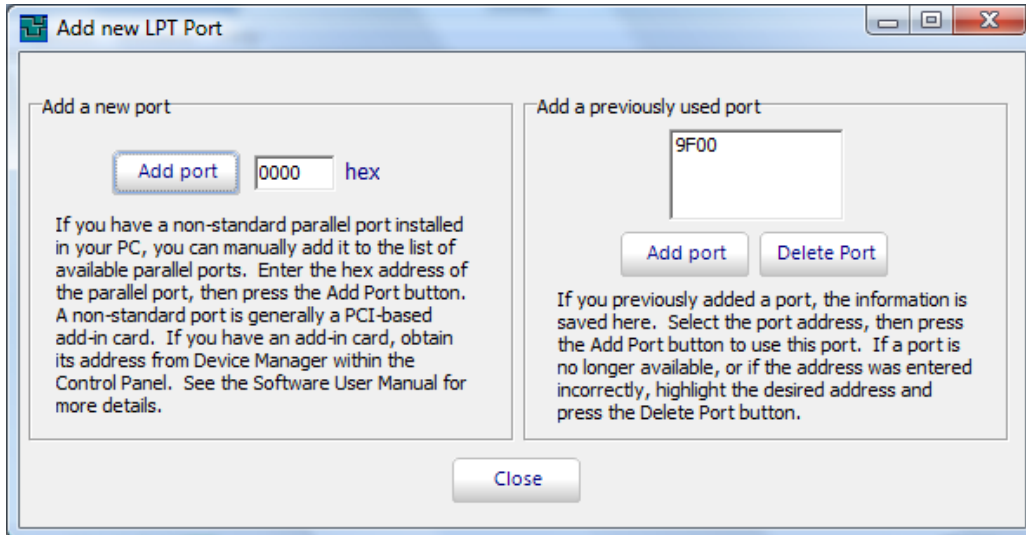 Add new LPT Port
Add a new port
Add port 0000 hex
If you have a non-standard parallel port installed
in your PC, you can manually add it to the list of
available parallel ports.  Enter the hex address of
the parallel port, then press the Add Port button.
A non-standard port is generally a PCI-based
add-in card.  If you have an add-in card, obtain
its address from Device Manager within the
Control Panel.  See the Software User Manual for
more details.
Add a previously used port
9F00
Add port Delete Port
If you previously added a port, the information is
saved here.  Select the port address, then press
the Add Port button to use this port.  If a port is
no longer available, or if the address was entered
incorrectly, highlight the desired address and
press the Delete Port button.
Close